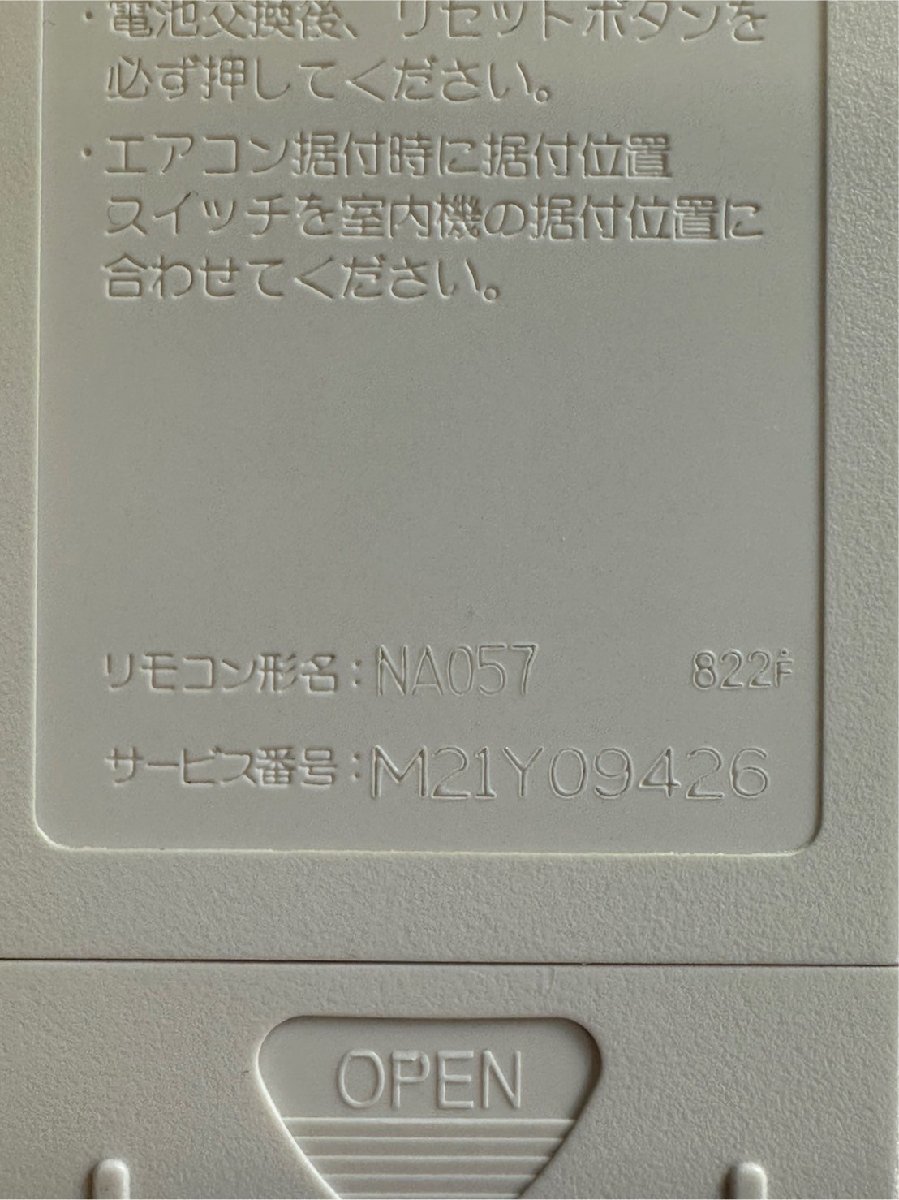 ・電池交換後、リセットボタンを
必ず押してください。
・エアコン据付時に据付位置
スイッチを室内機の据付位置に
合わせてください。
リモコン形名：NA057 822F
サービス番号：M21Y09426
OPEN